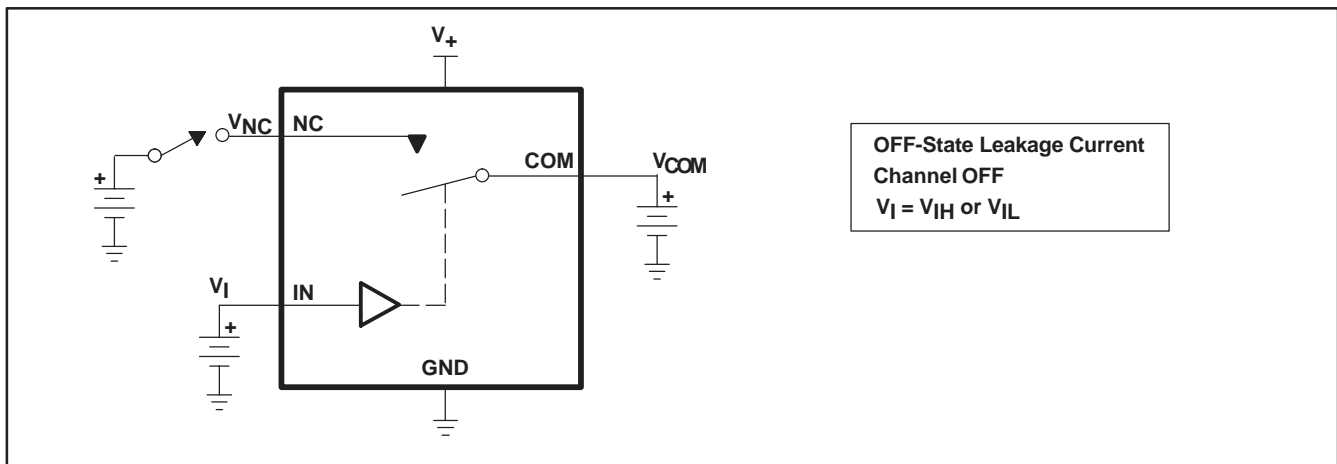 V+
VNC NC
COM VCOM
+
+
VI IN
+
GND
OFF-State Leakage Current
Channel OFF
VI = VIH or VIL